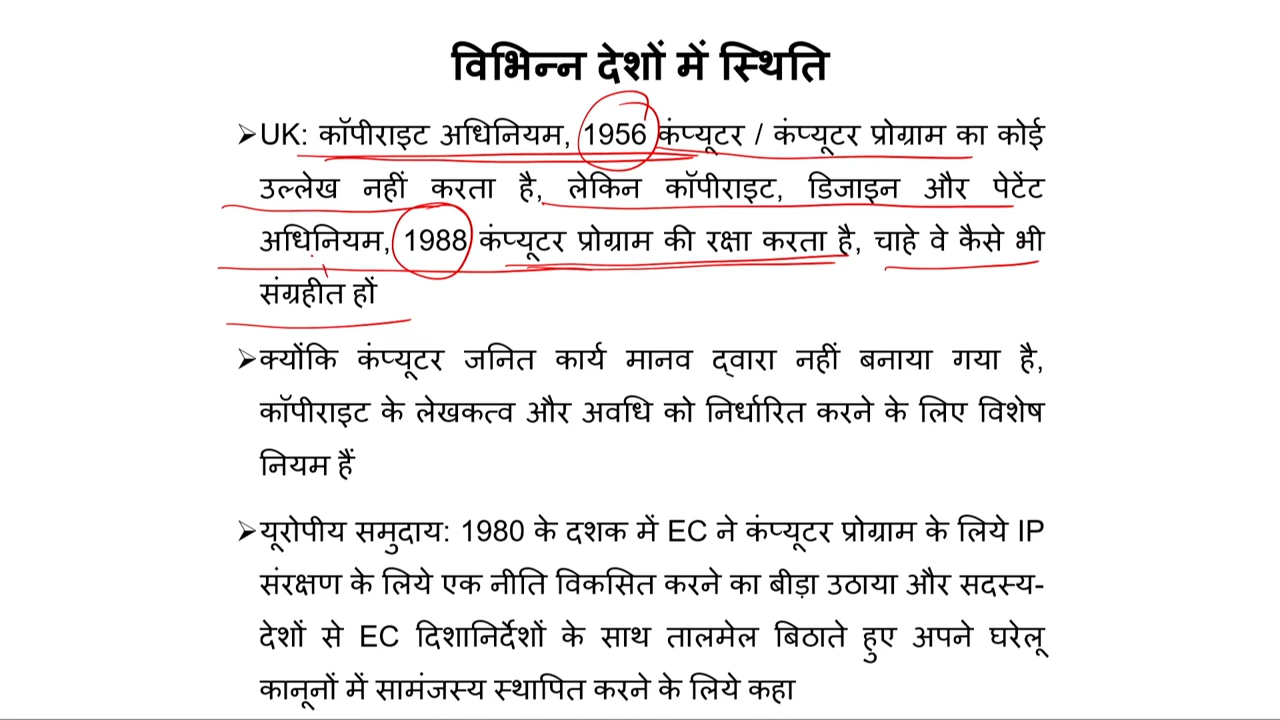 विभिन्न देशों में स्थिति
➢UK: कॉपीराइट अधिनियम, 1956 कंप्यूटर / कंप्यूटर प्रोग्राम का कोई
उल्लेख नहीं करता है, लेकिन कॉपीराइट, डिजाइन और पेटेंट
अधिनियम, 1988 कंप्यूटर प्रोग्राम की रक्षा करता है, चाहे वे कैसे भी
संग्रहीत हों
➢क्योंकि कंप्यूटर जनित कार्य मानव द्वारा नहीं बनाया गया है,
कॉपीराइट के लेखकत्व और अवधि को निर्धारित करने के लिए विशेष
नियम हैं
➢यूरोपीय समुदाय: 1980 के दशक में EC ने कंप्यूटर प्रोग्राम के लिये IP
संरक्षण के लिये एक नीति विकसित करने का बीड़ा उठाया और सदस्य-
देशों से EC दिशानिर्देशों के साथ तालमेल बिठाते हुए अपने घरेलू
कानूनों में सामंजस्य स्थापित करने के लिये कहा